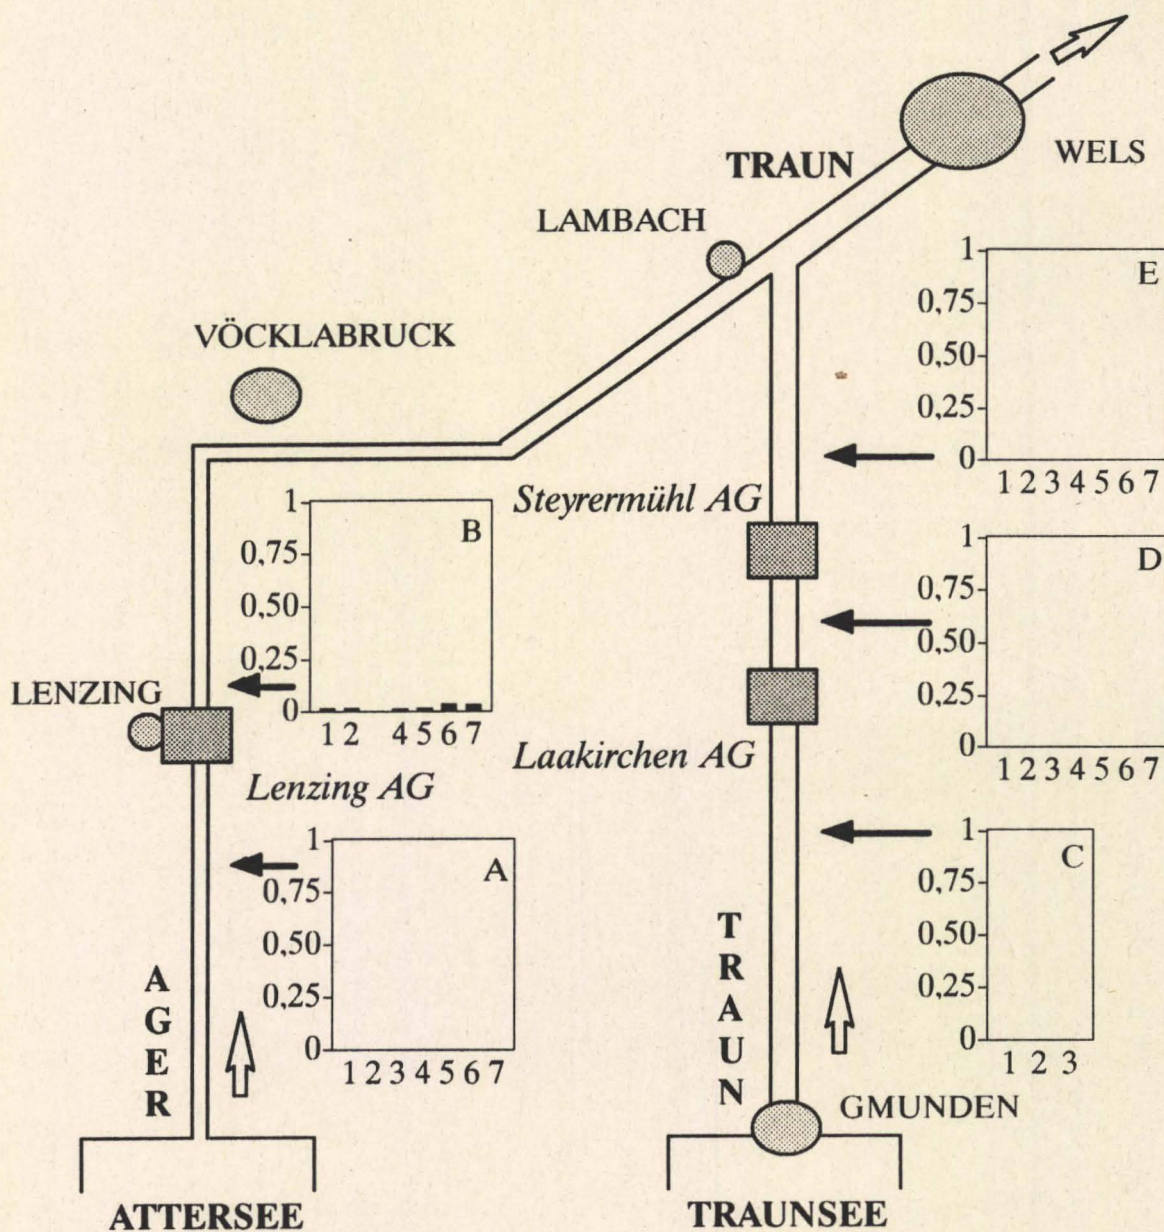 TRAUN
WELS
LAMBACH
VÖCKLABRUCK
1
0,75
0,50
0,25
0
E
1 2 3 4 5 6 7
Steyrermühl AG
1
0,75
0,50
0,25
0
B
1 2 4 5 6 7
1
0,75
0,50
0,25
0
D
1 2 3 4 5 6 7
LENZING
Lenzing AG
Laakirchen AG
1
0,75
0,50
0,25
0
A
1 2 3 4 5 6 7
1
0,75
0,50
0,25
0
C
1 2 3
AGER
TRAUN
GMUNDEN
ATTERSEE
TRAUNSEE